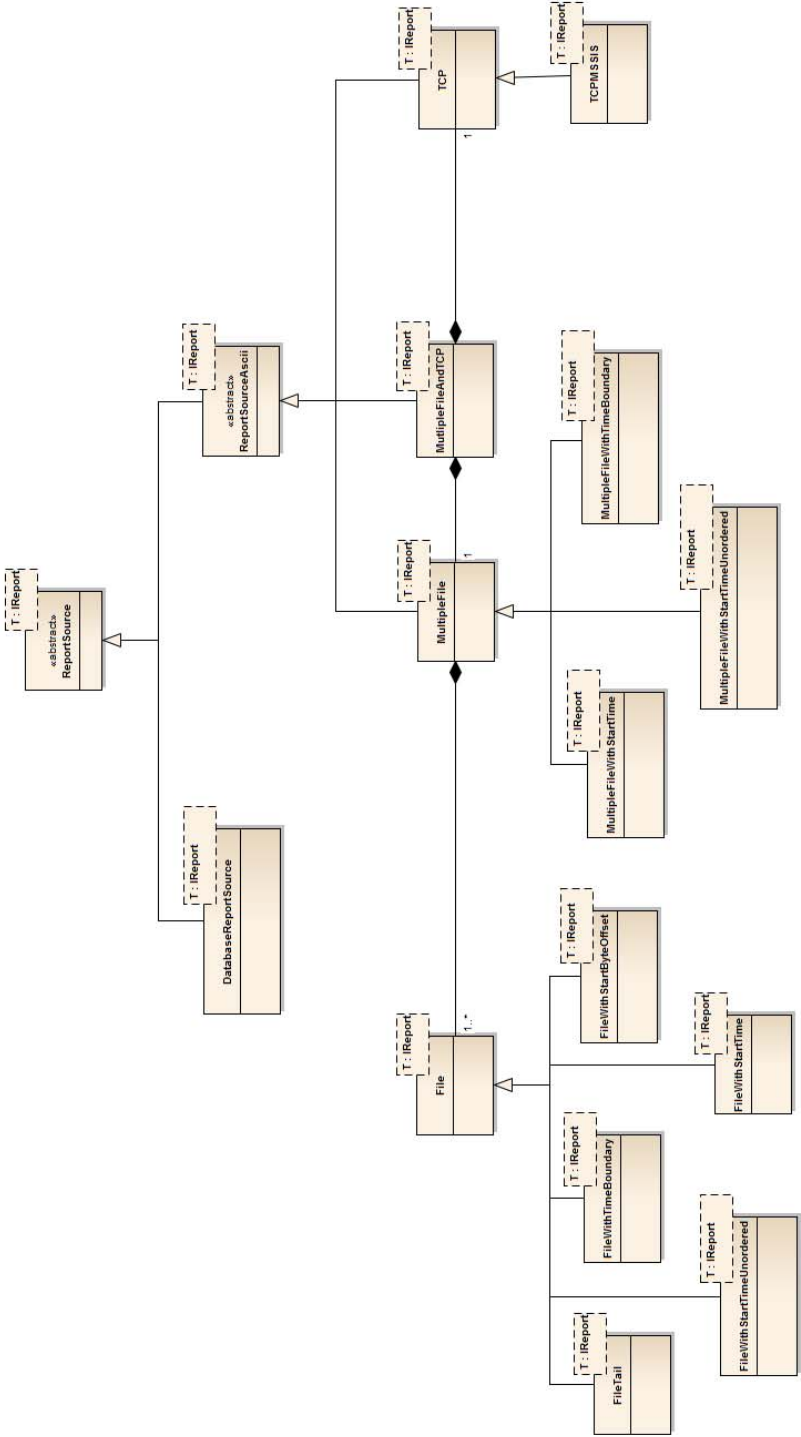 T : IReport
«abstract»
ReportSource
T : IReport
DatabaseReportSource
T : IReport
«abstract»
ReportSourceAscii
T : IReport
File
1..*
T : IReport
MultipleFile
1
T : IReport
MutlipleFileAndTCP
T : IReport
TCP
1
T : IReport
FileTail
T : IReport
FileWithStartTimeUnordered
T : IReport
FileWithTimeBoundary
T : IReport
FileWithStartTime
T : IReport
FileWithStartByteOffset
T : IReport
MultipleFileWithStartTime
T : IReport
MultipleFileWithStartTimeUnordered
T : IReport
MultipleFileWithTimeBoundary
T : IReport
TCPMSSIS